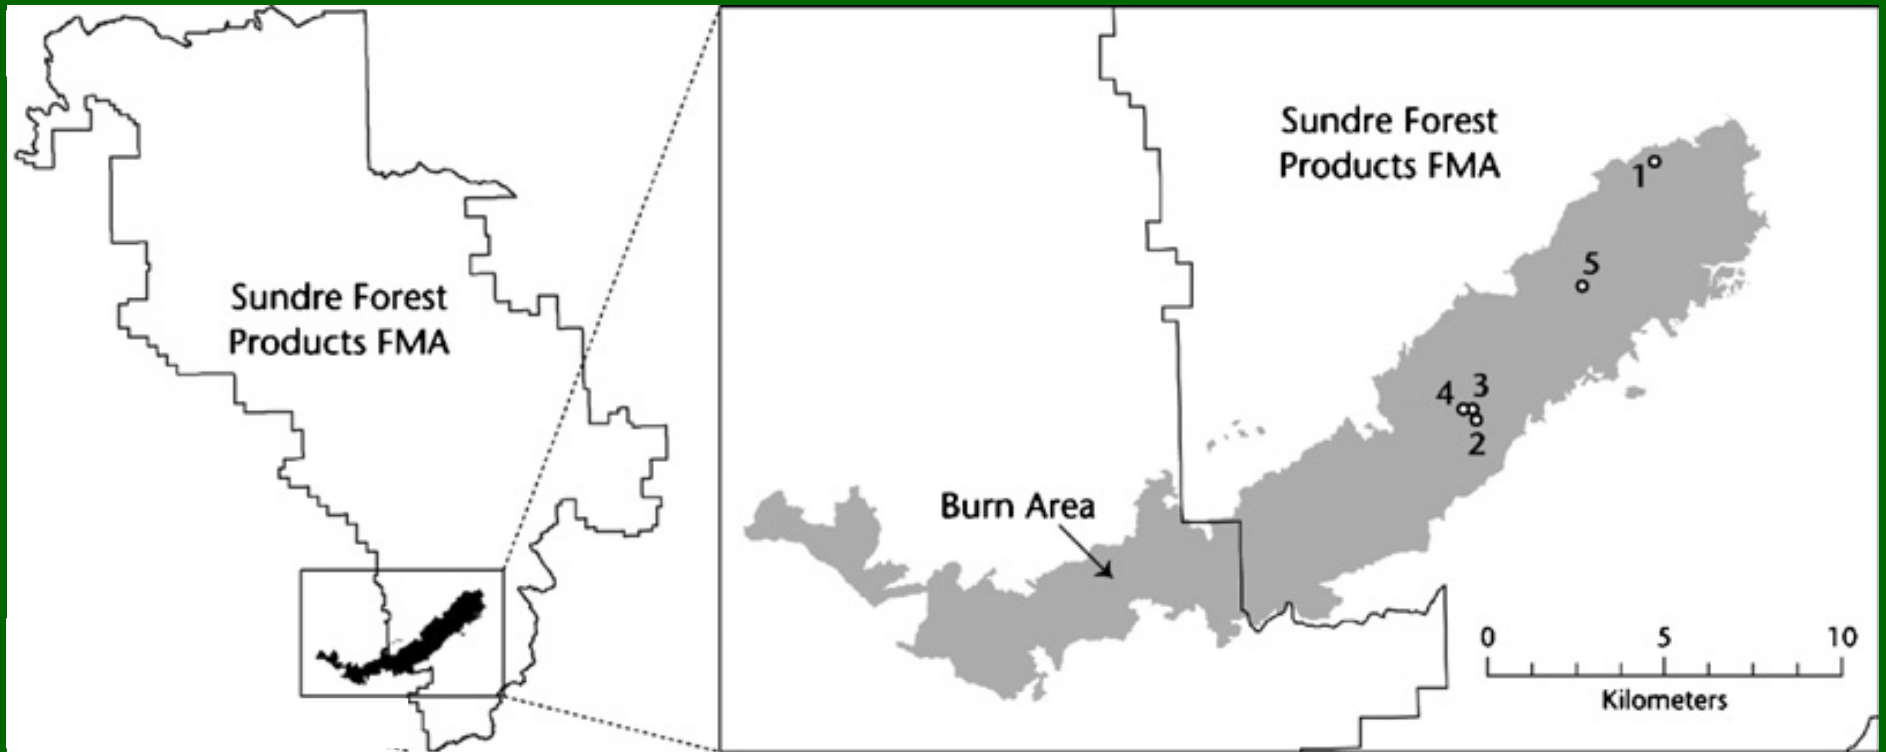 Sundre Forest
Products FMA
Sundre Forest
Products FMA
1
5
4
3
2
Burn Area
0 5 10
Kilometers